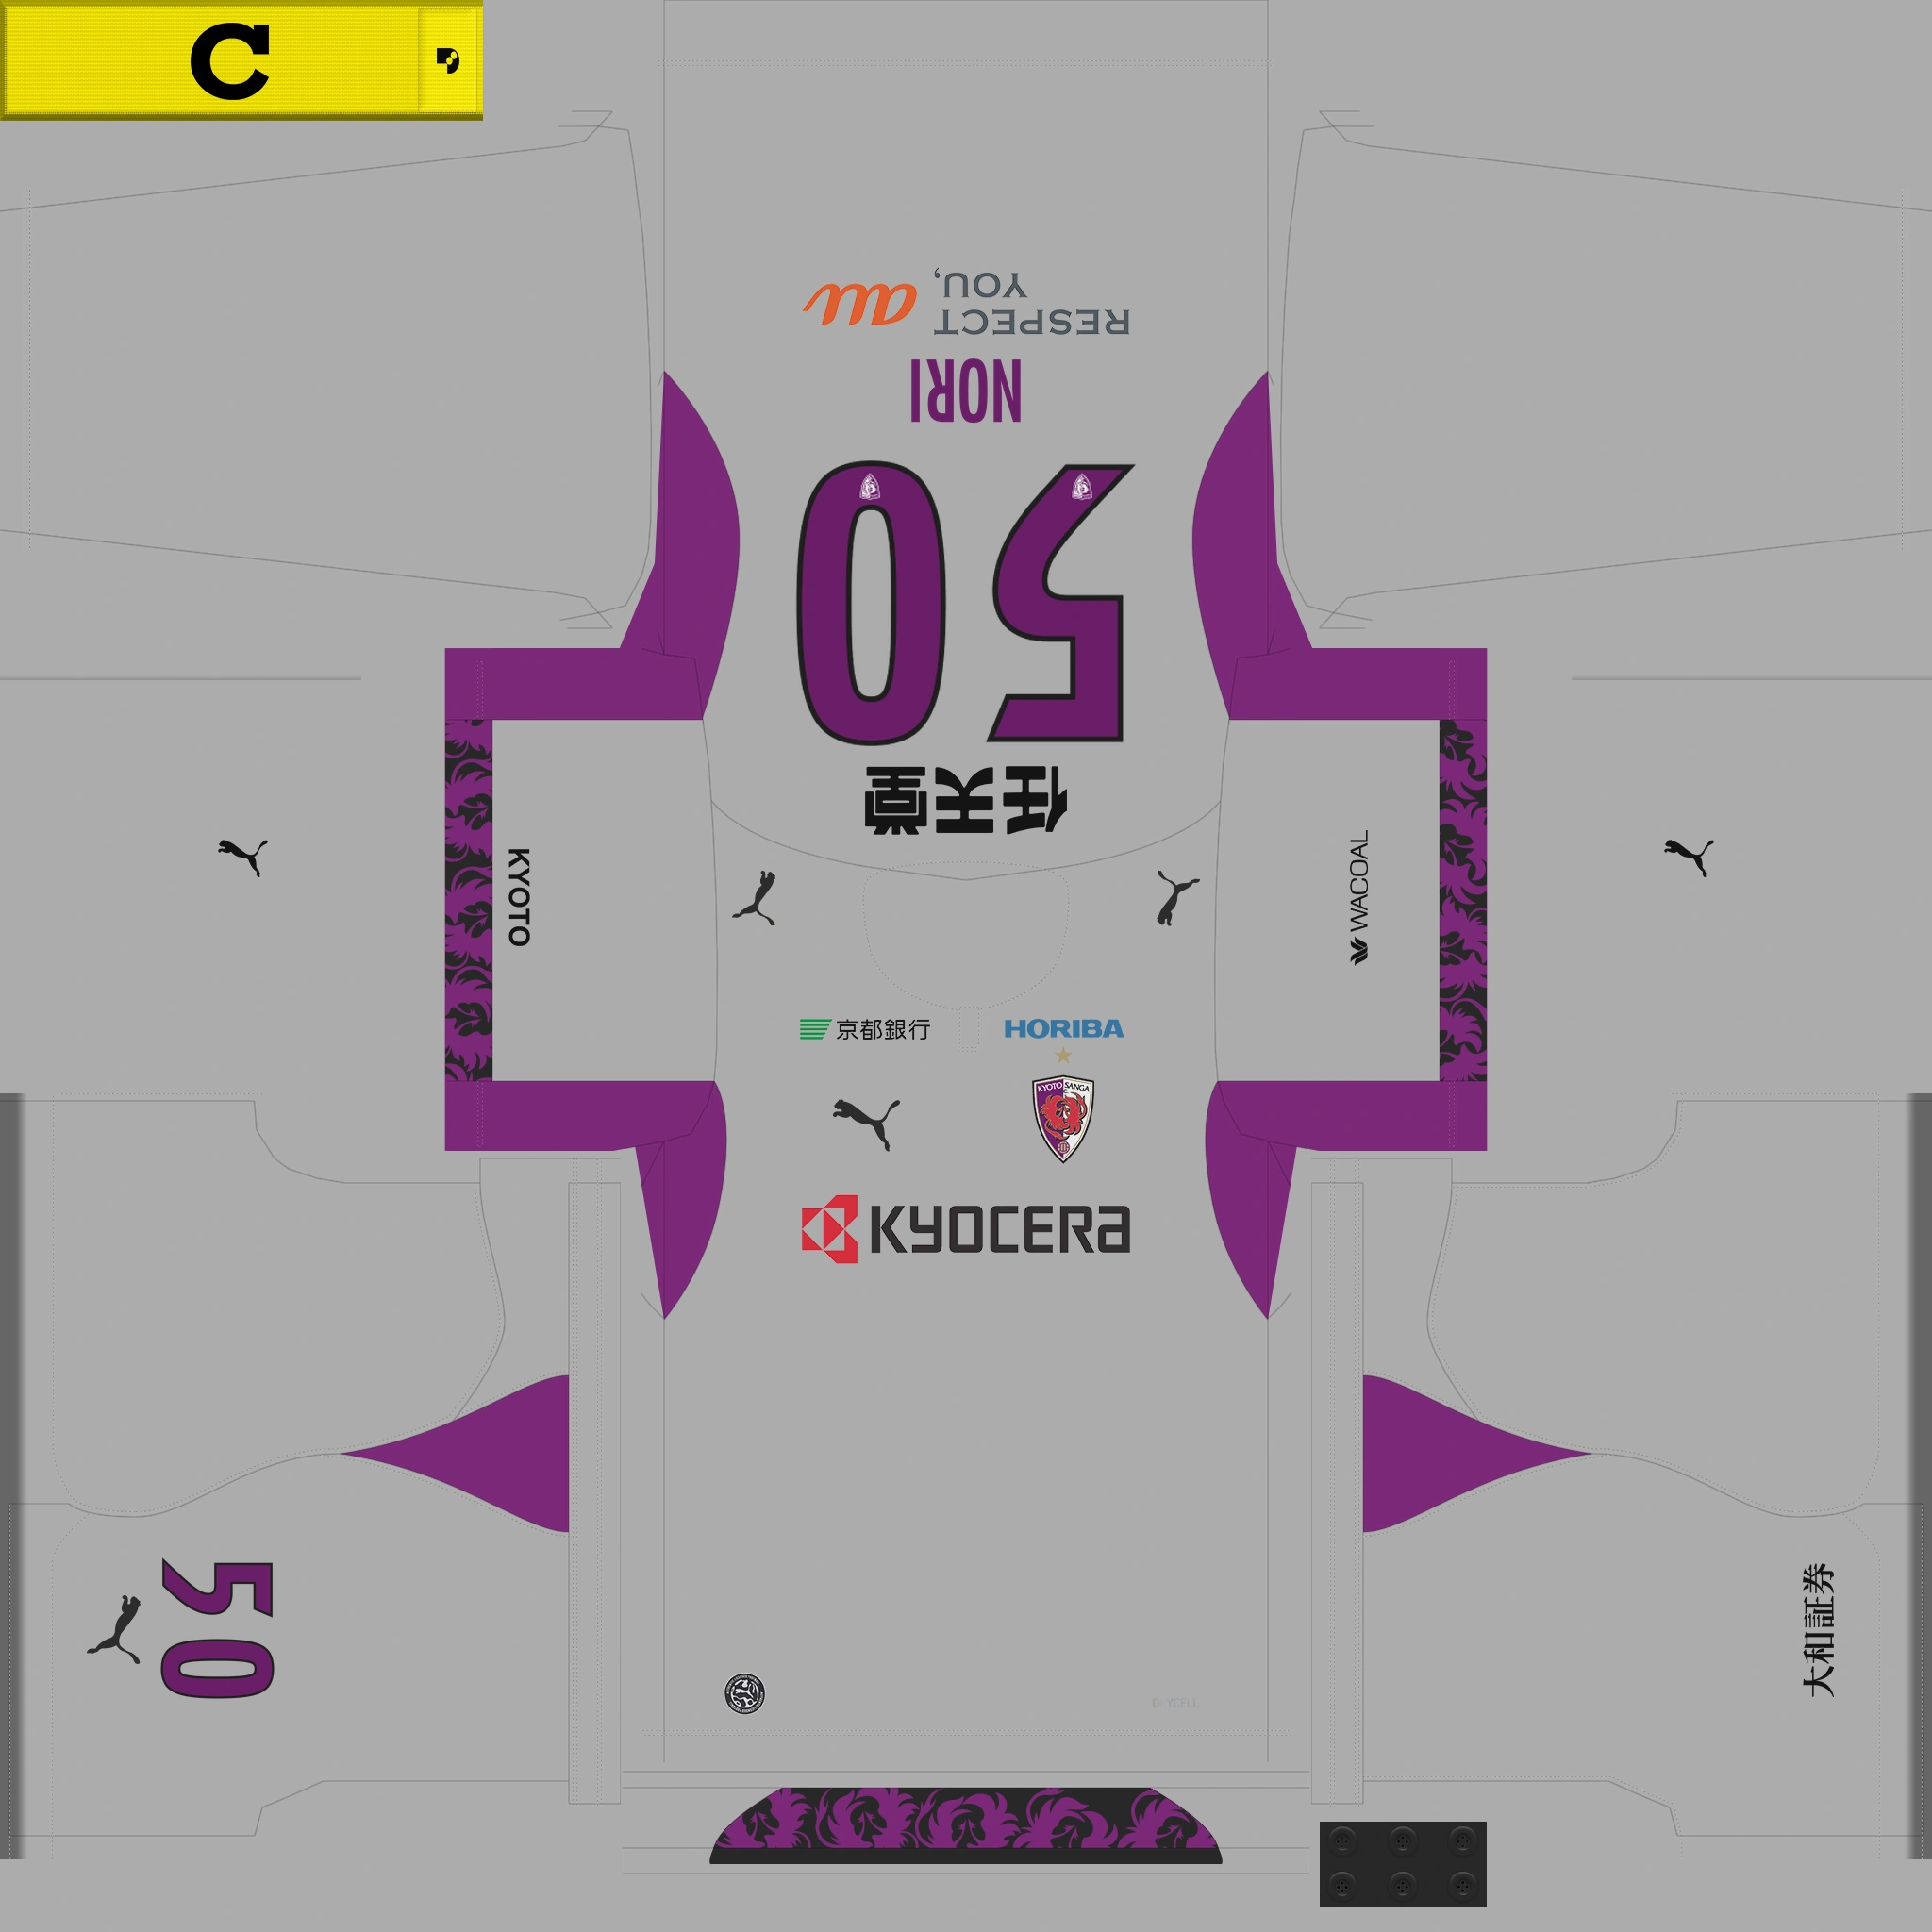 C
RESPECT
YOU,
au
NORI
50
任天堂
KYOTO
WACOAL
京都銀行
HORIBA
KYOTO SANGA
KYOCERA
50
大和証券